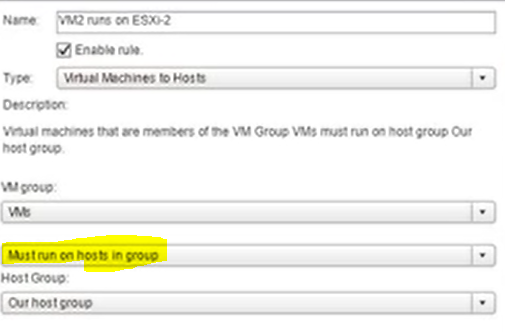 Name: VM2 runs on ESXi-2
Enable rule.
Type: Virtual Machines to Hosts
Description:
Virtual machines that are members of the VM Group VMs must run on host group Our
host group.
VM group:
VMs
Must run on hosts in group
Host Group:
Our host group